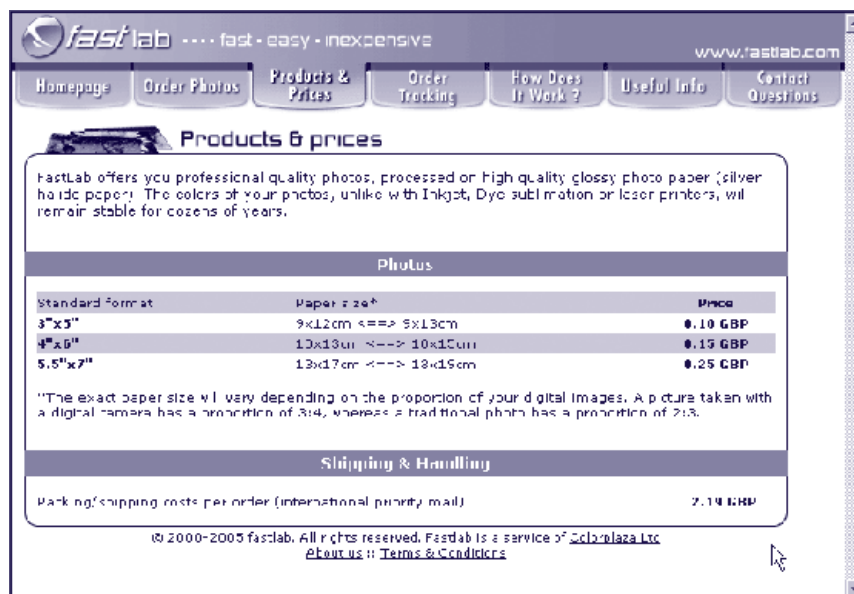 fastlab ···· fast - easy - inexpensive
www.fastlab.com
Homepage
Order Photos
Products & Prices
Order Tracking
How Does It Work ?
Useful Info
Contact Questions
Products & prices
FastLab offers you professional quality photos, processed on high quality glossy photo paper (silver
halide paper). The colors of your photos, unlike with Inkjet, Dye sublimation or laser printers, will
remain stable for dozens of years.
Photos
Standard format Paper size* Price
3"x5" 9x12cm <==> 9x13cm 0.10 GBP
4"x6" 10x13cm <==> 10x15cm 0.15 GBP
5.5"x7" 13x17cm <==> 13x19cm 0.25 GBP
*The exact paper size will vary depending on the proportion of your digital images. A picture taken with
a digital camera has a proportion of 3:4, whereas a traditional photo has a proportion of 2:3.
Shipping & Handling
Packing/shipping costs per order (international priority mail) 2.19 GBP
© 2000-2005 fastlab. All rights reserved. Fastlab is a service of Colorplaza Ltd
About us :: Terms & Conditions